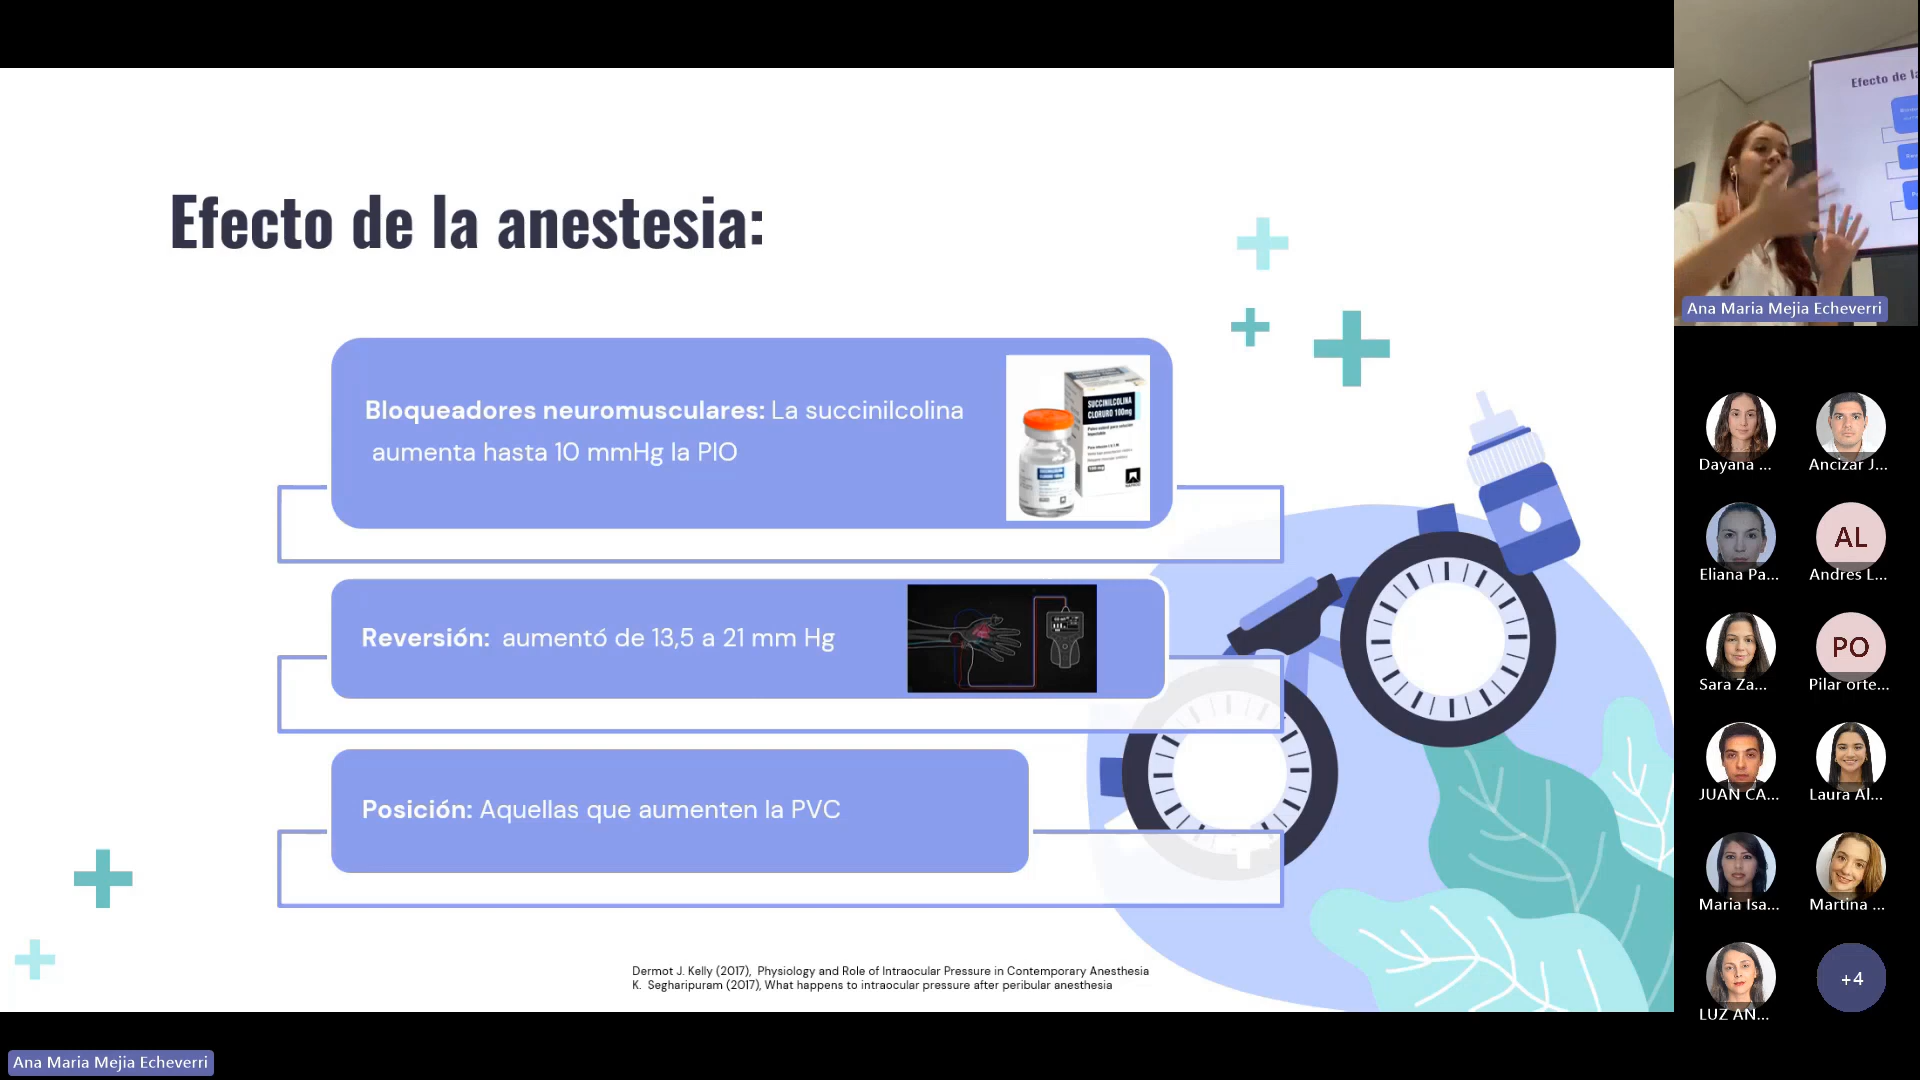 Efecto de la anestesia:
Bloqueadores neuromusculares: La succinilcolina
aumenta hasta 10 mmHg la PIO
SUCCINILCOLINA
CLORURO 100mg
Reversión: aumentó de 13,5 a 21 mm Hg
Posición: Aquellas que aumenten la PVC
Dermot J. Kelly (2017), Physiology and Role of Intraocular Pressure in Contemporary Anesthesia
K. Segharipuram (2017), What happens to intraocular pressure after peribular anesthesia
Ana Maria Mejia Echeverri
Efecto de la
Ana Maria Mejia Echeverri
Dayana ...
Ancizar J...
Eliana Pa...
AL
Andres L...
Sara Za...
PO
Pilar orte...
JUAN CA...
Laura Al...
Maria Isa...
Martina ...
LUZ AN...
+4